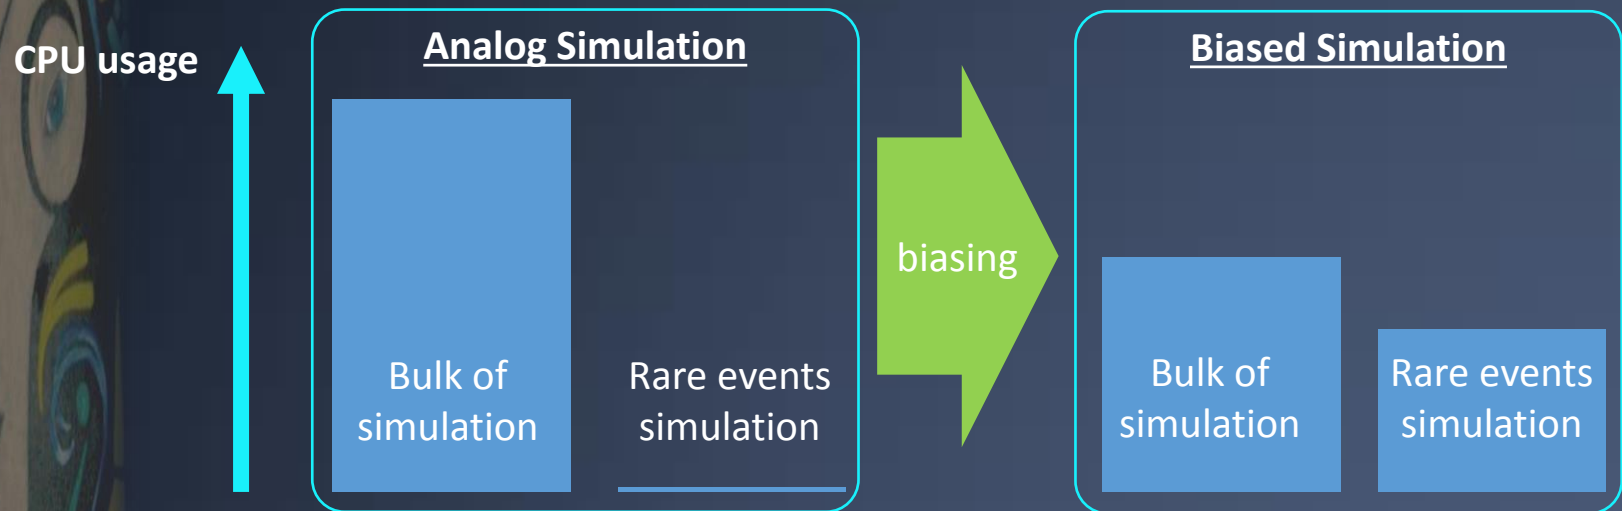 CPU usage
Analog Simulation
Bulk of
simulation
Rare events
simulation
biasing
Biased Simulation
Bulk of
simulation
Rare events
simulation